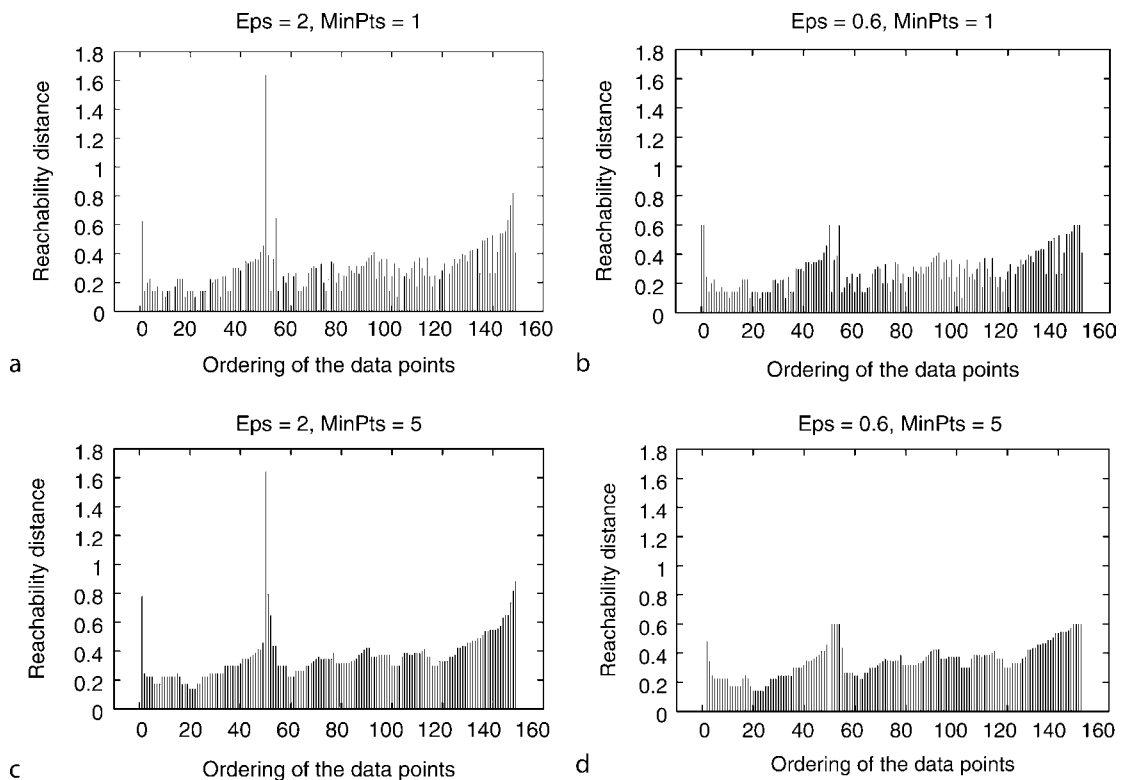 Eps = 2, MinPts = 1
1.8
1.6
1.4
1.2
1
0.8
0.6
0.4
0.2
0
Reachability distance
0 20 40 60 80 100 120 140 160
Ordering of the data points
a
Eps = 0.6, MinPts = 1
1.8
1.6
1.4
1.2
1
0.8
0.6
0.4
0.2
0
Reachability distance
0 20 40 60 80 100 120 140 160
Ordering of the data points
b
Eps = 2, MinPts = 5
1.8
1.6
1.4
1.2
1
0.8
0.6
0.4
0.2
0
Reachability distance
0 20 40 60 80 100 120 140 160
Ordering of the data points
c
Eps = 0.6, MinPts = 5
1.8
1.6
1.4
1.2
1
0.8
0.6
0.4
0.2
0
Reachability distance
0 20 40 60 80 100 120 140 160
Ordering of the data points
d